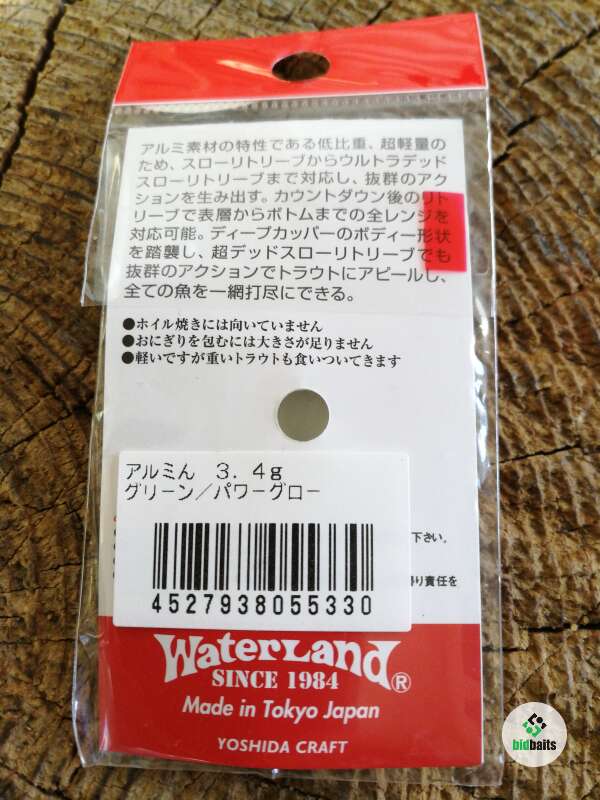 アルミ素材の特性である低比重、超軽量の
ため、スローリトリーブからウルトラデッド
スローリトリーブまで対応し、抜群のアク
ションを生み出す。カウントダウン後のリト
リーブで表層からボトムまでの全レンジを
対応可能。ディープカッパーのボディー形状
を踏襲し、超デッドスローリトリーブでも
抜群のアクションでトラウトにアピールし、
全ての魚を一網打尽にできる。
●ホイル焼きには向いていません
●おにぎりを包むには大きさが足りません
●軽いですが重いトラウトも食いついてきます
アルミん 3.4g
グリーン/パワーグロー
4527938055330
下さい。
り責任を
WaterLand®
SINCE 1984
Made in Tokyo Japan
YOSHIDA CRAFT
bidbaits